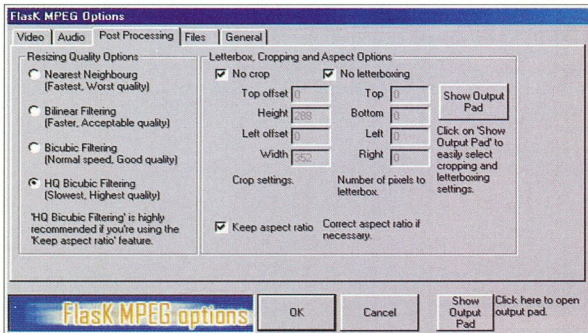 FlasK MPEG Options
Video Audio Post Processing Files General
Resizing Quality Options
Nearest Neighbourg
(Fastest, Worst quality)
Bilinear Filtering
(Faster, Acceptable quality)
Bicubic Filtering
(Normal speed, Good quality)
HQ Bicubic Filtering
(Slowest, Highest quality)
'HQ Bicubic Filtering' is highly
recommended if you're using the
'Keep aspect ratio' feature.
Letterbox, Cropping and Aspect Options
No crop
Top offset 0
Height 288
Left offset 0
Width 352
Crop settings.
No letterboxing
Top 0
Bottom 0
Left 0
Right 0
Number of pixels to
letterbox.
Show Output
Pad
Click on 'Show
Output Pad' to
easily select
cropping and
letterboxing
settings.
Keep aspect ratio
Correct aspect ratio if
necessary.
FlasK MPEG options
OK
Cancel
Show
Output
Pad
Click here to open
output pad.